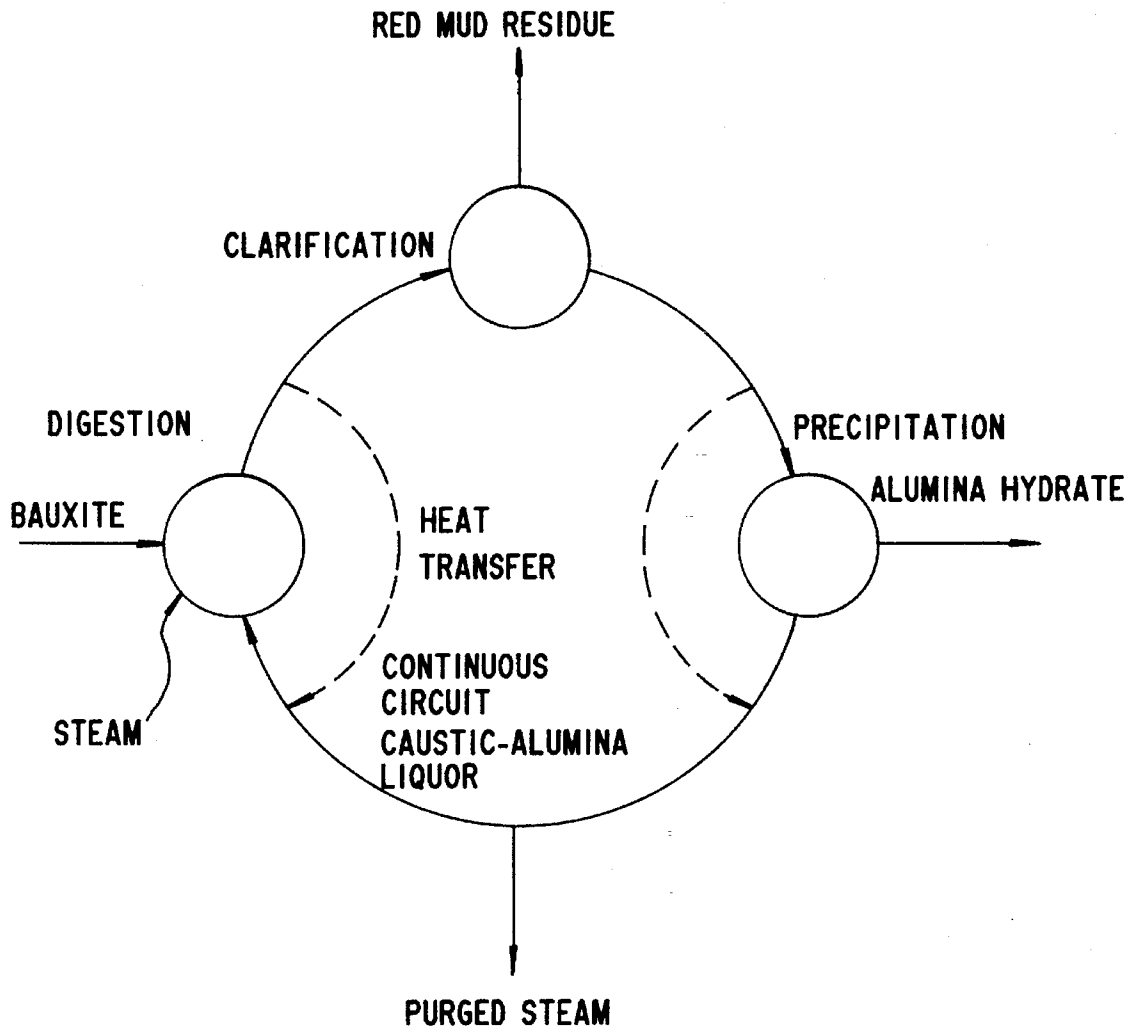 RED MUD RESIDUE
CLARIFICATION
DIGESTION
PRECIPITATION
BAUXITE
ALUMINA HYDRATE
HEAT
TRANSFER
CONTINUOUS
CIRCUIT
CAUSTIC-ALUMINA
LIQUOR
STEAM
PURGED STEAM